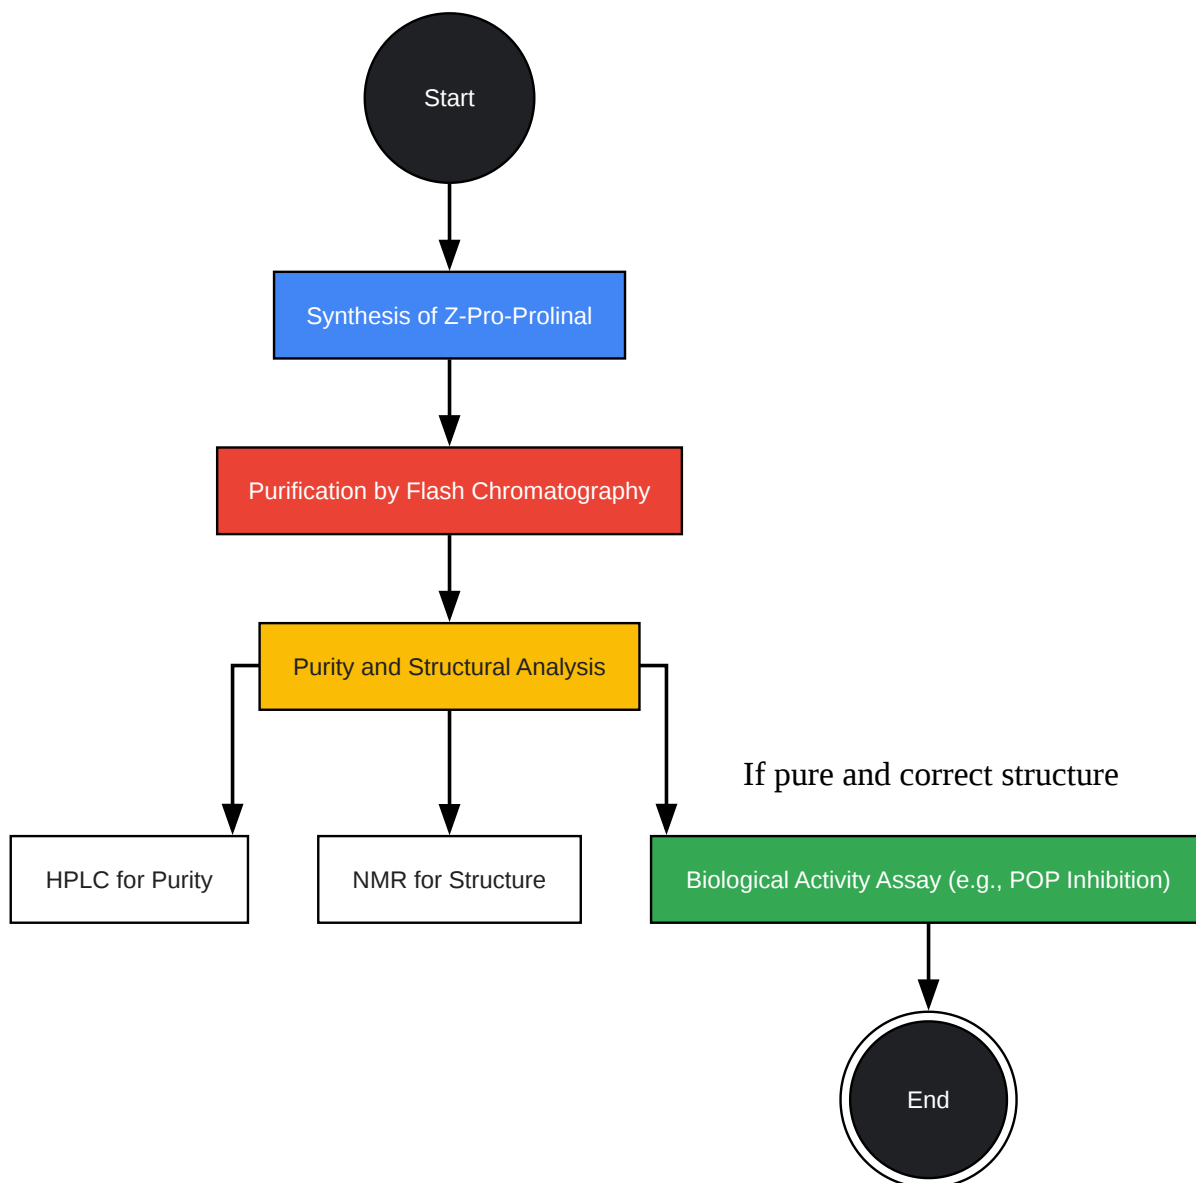 Start
Synthesis of Z-Pro-Prolinal
Purification by Flash Chromatography
Purity and Structural Analysis
If pure and correct structure
HPLC for Purity
NMR for Structure
Biological Activity Assay (e.g., POP Inhibition)
End